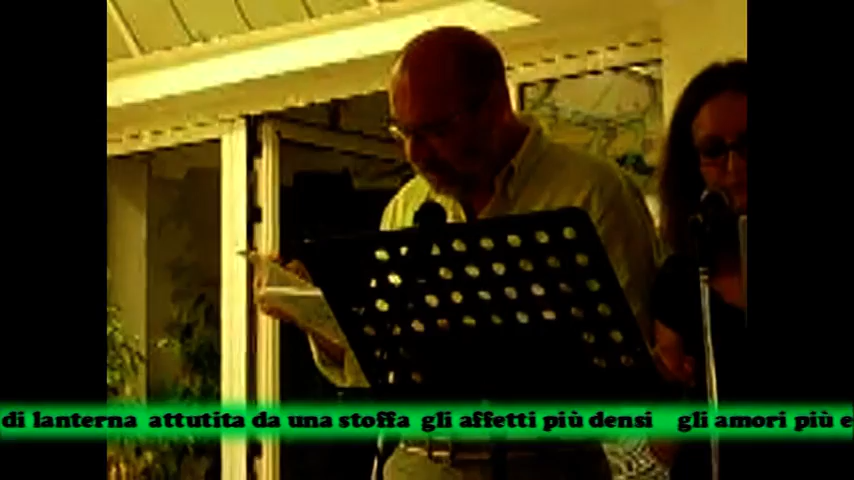 di lanterna attutita da una stoffa gli affetti più densi gli amori più e